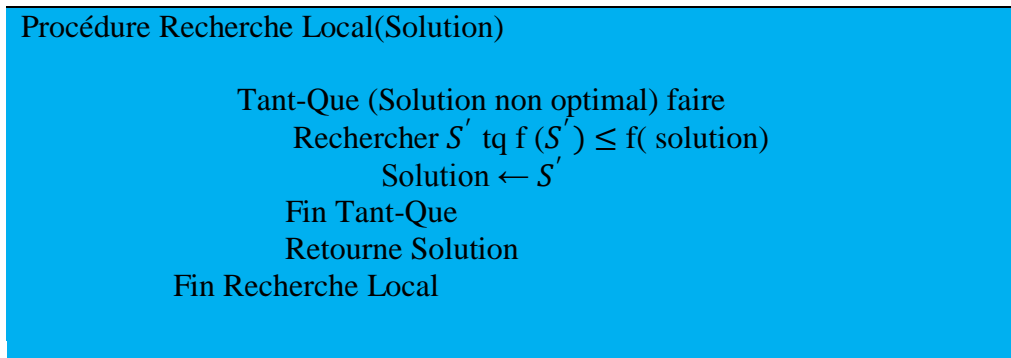 Procédure Recherche Local(Solution)
Tant-Que (Solution non optimal) faire
Rechercher S′ tq f (S′) ≤ f( solution)
Solution ← S′
Fin Tant-Que
Retourne Solution
Fin Recherche Local